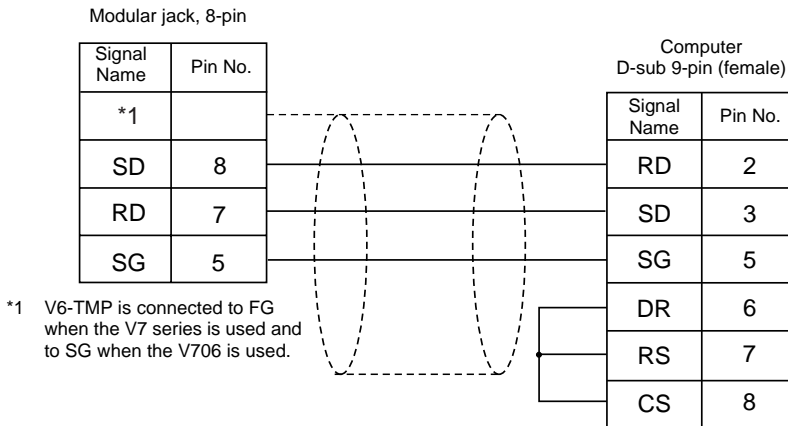 Modular jack, 8-pin
Signal Name Pin No.
*1
SD 8
RD 7
SG 5
*1 V6-TMP is connected to FG
when the V7 series is used and
to SG when the V706 is used.
Computer
D-sub 9-pin (female)
Signal Name Pin No.
RD 2
SD 3
SG 5
DR 6
RS 7
CS 8